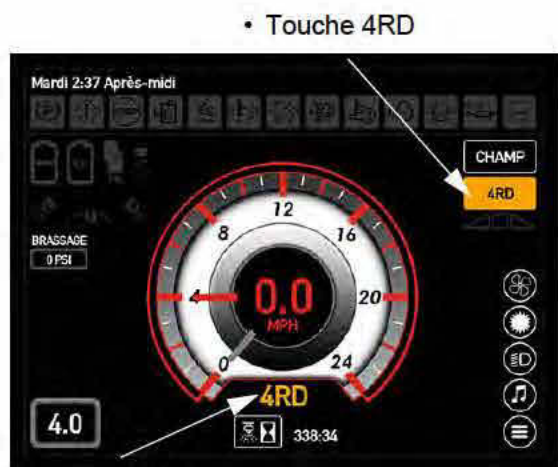 • Touche 4RD
Mardi 2:37 Après-midi
CHAMP
4RD
BRASSAGE
0 PSI
12
8
16
4
20
0.0
MPH
0
24
4RD
4.0
338:34